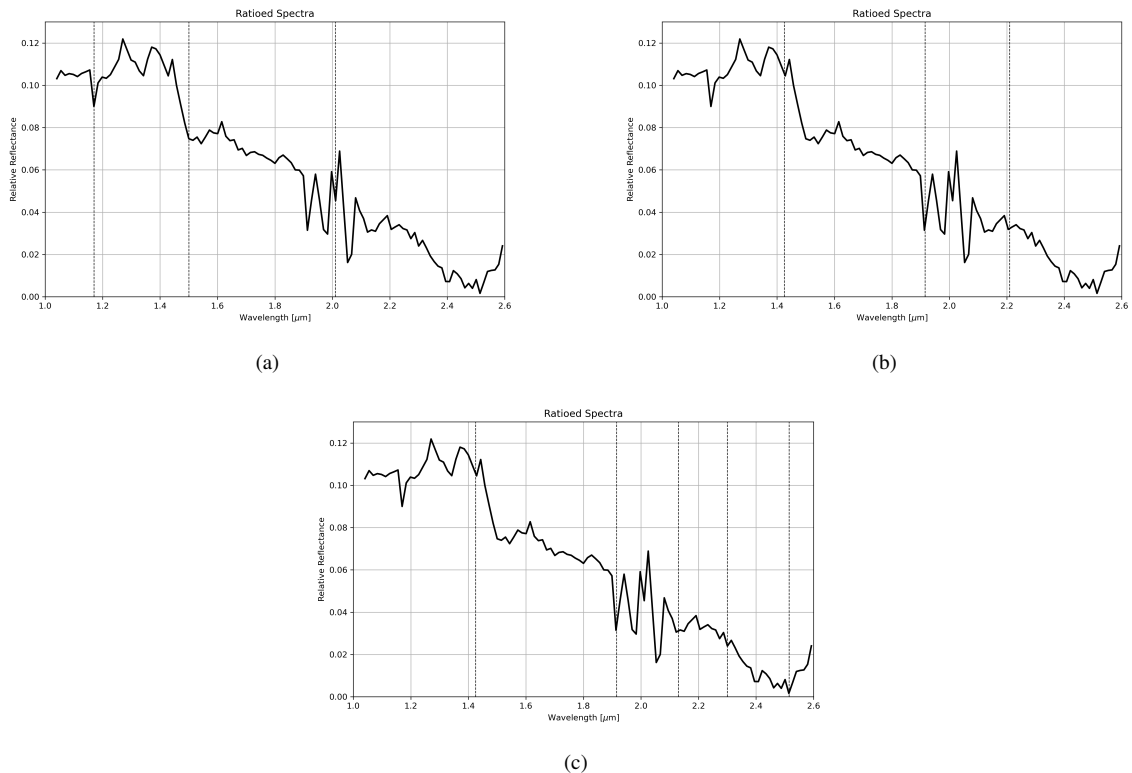 Ratioed Spectra
Relative Reflectance
0.12
0.10
0.08
0.06
0.04
0.02
0.00
1.0 1.2 1.4 1.6 1.8 2.0 2.2 2.4 2.6
Wavelength [μm]
(a)
Ratioed Spectra
Relative Reflectance
0.12
0.10
0.08
0.06
0.04
0.02
0.00
1.0 1.2 1.4 1.6 1.8 2.0 2.2 2.4 2.6
Wavelength [μm]
(b)
Ratioed Spectra
Relative Reflectance
0.12
0.10
0.08
0.06
0.04
0.02
0.00
1.0 1.2 1.4 1.6 1.8 2.0 2.2 2.4 2.6
Wavelength [μm]
(c)